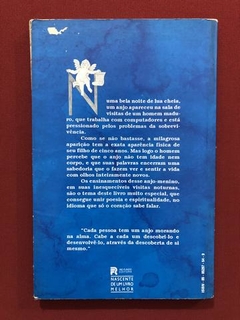 Numa bela noite de lua cheia,
um anjo apareceu na sala de
visitas de um homem madu-
ro, que trabalha com computadores e está
pressionado pelos problemas da sobrevi-
vência.
Como se não bastasse, a milagrosa
aparição tem a exata aparência física de
seu filho de cinco anos. Mas logo o homem
percebe que o anjo não tem idade nem
corpo, e que suas palavras encerram uma
sabedoria que o fazem ver e sentir a vida
com olhos inteiramente novos.
Os ensinamentos desse anjo-menino,
em suas inesquecíveis visitas noturnas,
são o tema deste livro muito especial, que
consegue unir poesia e espiritualidade, no
idioma que só o coração sabe falar.
"Cada pessoa tem um anjo morando
na alma. Cabe a cada um descobri-lo e
desenvolvê-lo, através da descoberta de si
mesmo."
NASCENTE
DE UM LIVRO
MELHOR